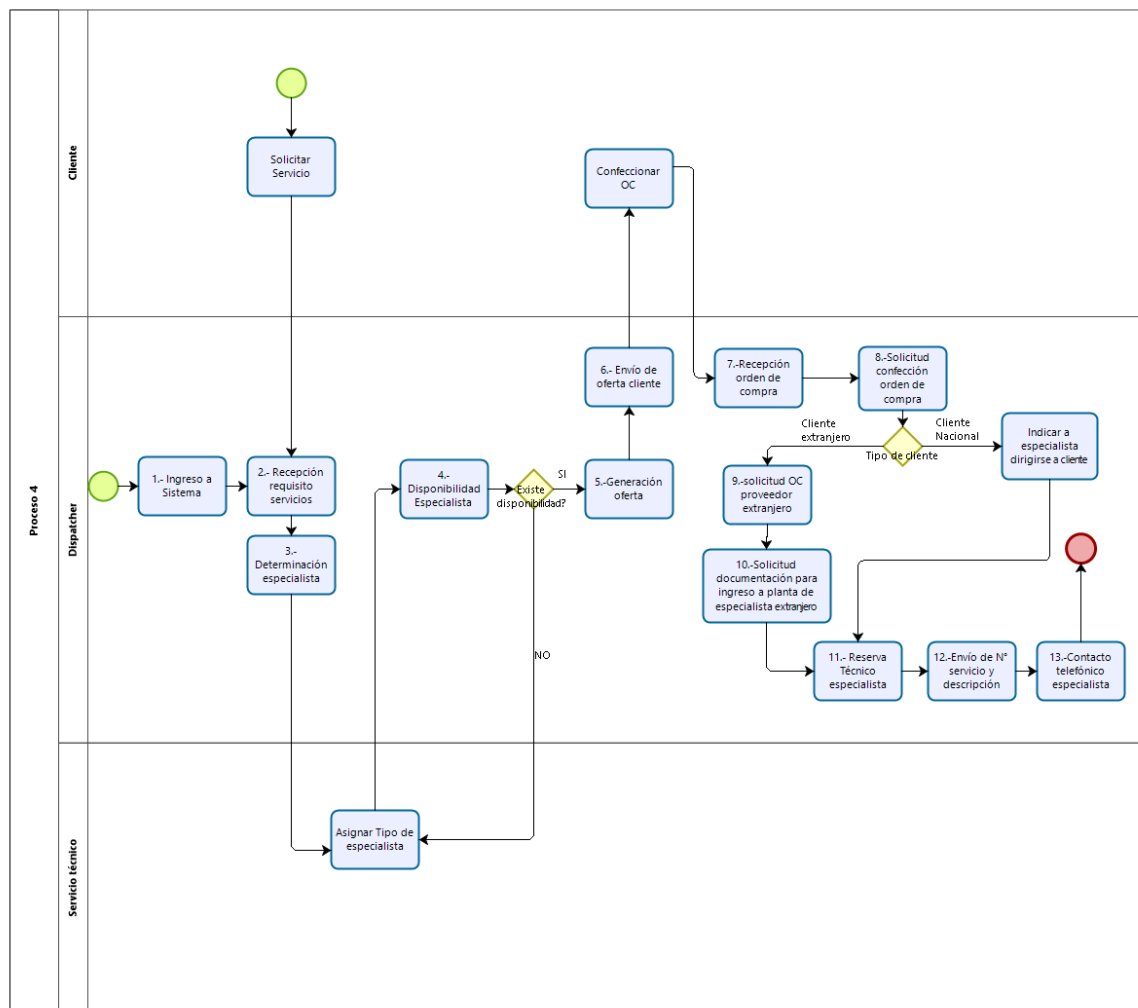 Proceso 4
Cliente
Solicitar
Servicio
Confeccionar
OC
Dispatcher
1.- Ingreso a
Sistema
2.- Recepción
requisito
servicios
3.-
Determinación
especialista
4.-
Disponibilidad
Especialista
Existe
disponibilidad?
SI
NO
5.-Generación
oferta
6.- Envío de
oferta cliente
7.-Recepción
orden de
compra
8.-Solicitud
confección
orden de
compra
Tipo de cliente
Cliente
extranjero
Cliente
Nacional
Indicar a
especialista
dirigirse a cliente
9.-solicitud OC
proveedor
extranjero
10.-Solicitud
documentación para
ingreso a planta de
especialista extranjero
11.- Reserva
Técnico
especialista
12.-Envío de N°
servicio y
descripción
13.-Contacto
telefónico
especialista
Servicio técnico
Asignar Tipo de
especialista